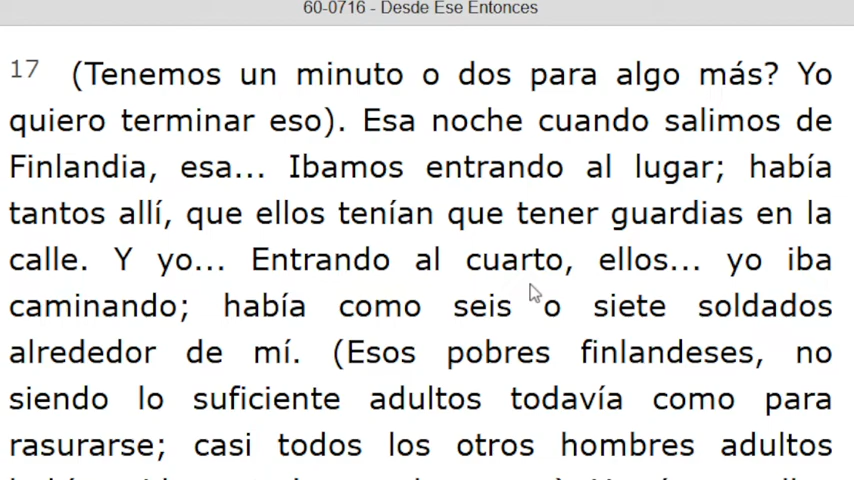 60-0716 - Desde Ese Entonces
17 (Tenemos un minuto o dos para algo más? Yo
quiero terminar eso). Esa noche cuando salimos de
Finlandia, esa... Ibamos entrando al lugar; había
tantos allí, que ellos tenían que tener guardias en la
calle. Y yo... Entrando al cuarto, ellos... yo iba
caminando; había como seis o siete soldados
alrededor de mí. (Esos pobres finlandeses, no
siendo lo suficiente adultos todavía como para
rasurarse; casi todos los otros hombres adultos